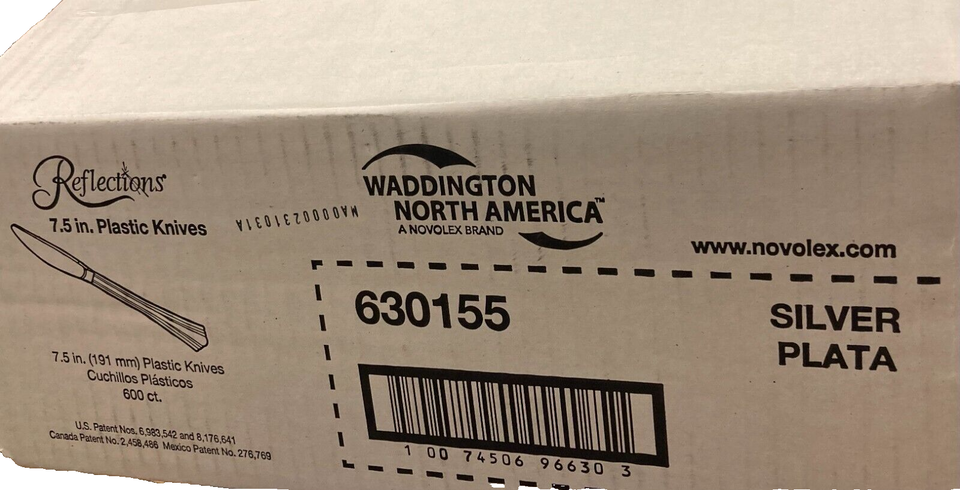 Reflections
7.5 in. Plastic Knives
MA0000231031A
WADDINGTON
NORTH AMERICA™
A NOVOLEX BRAND
www.novolex.com
630155
SILVER
PLATA
7.5 in. (191 mm) Plastic Knives
Cuchillos Plásticos
600 ct.
U.S. Patent Nos. 6,983,542 and 8,176,641
Canada Patent No. 2,458,486 Mexico Patent No. 276,769
1 00 74506 96630 3